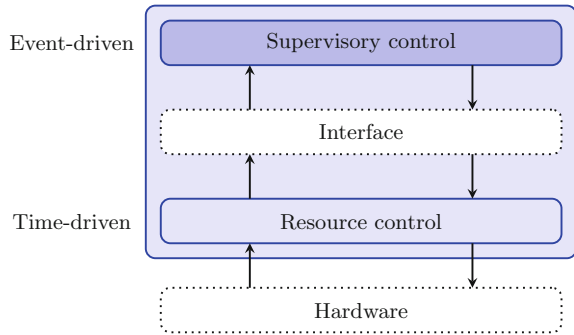 Event-driven
Supervisory control
Interface
Time-driven
Resource control
Hardware